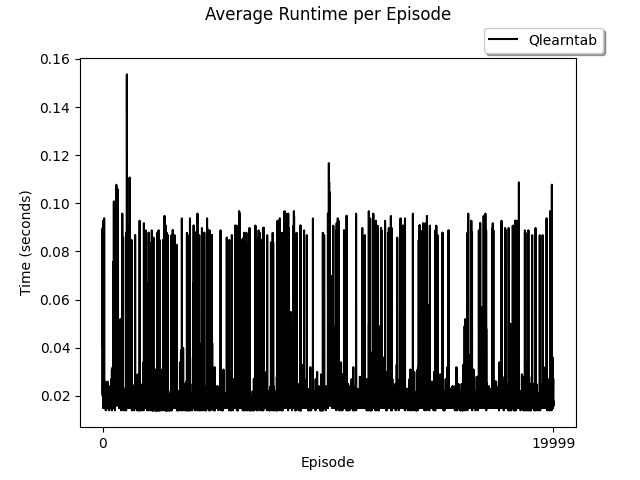 Average Runtime per Episode
Qlearntab
0.16
0.14
0.12
0.10
0.08
0.06
0.04
0.02
Time (seconds)
0 19999
Episode